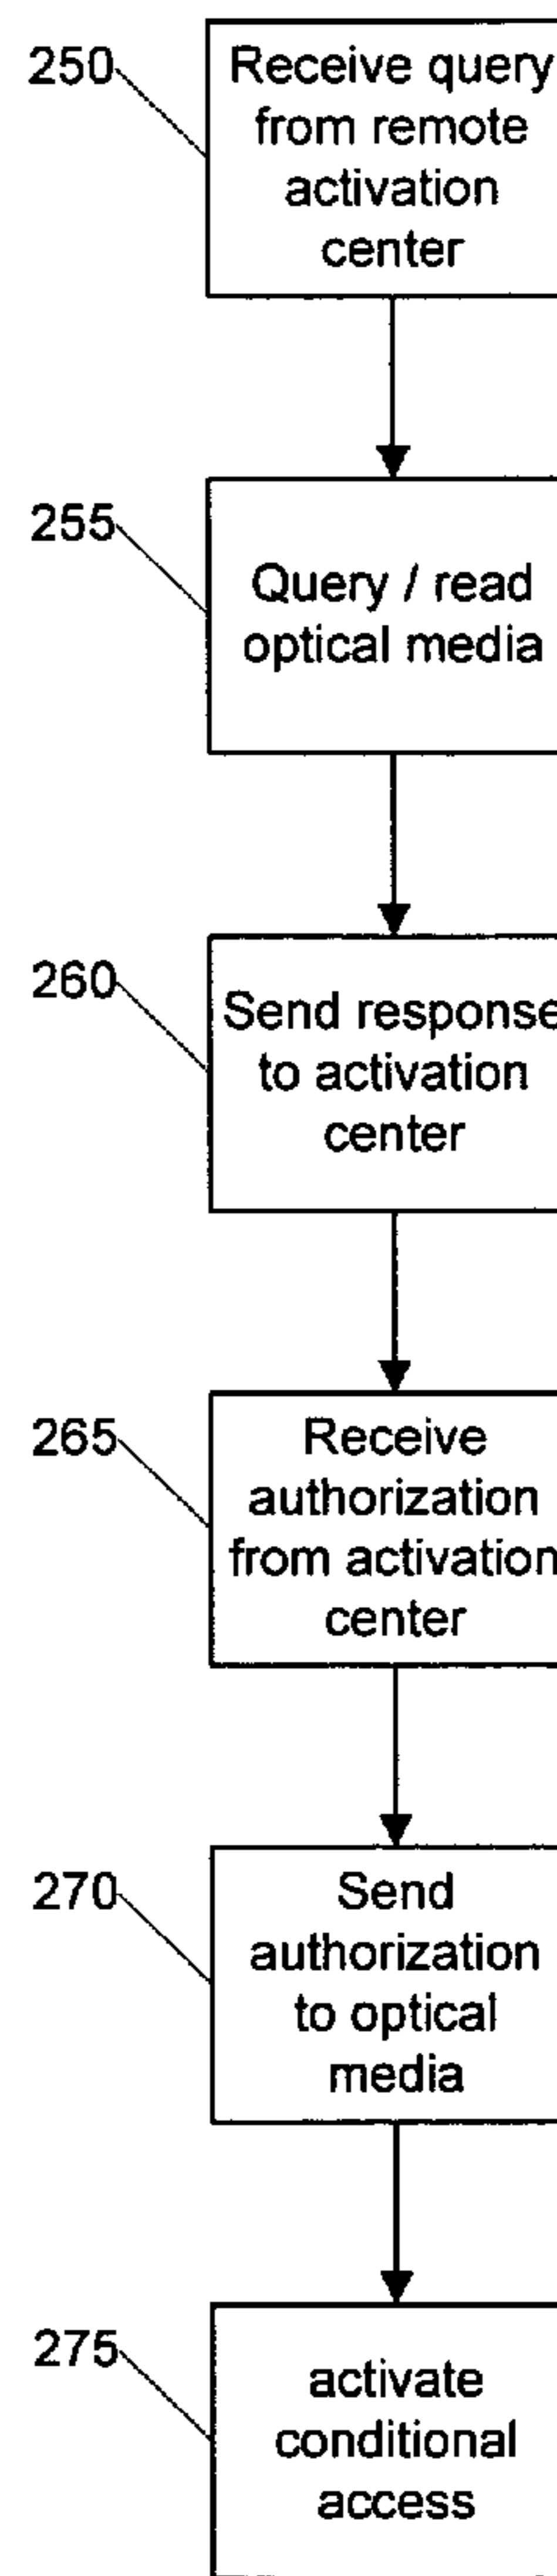 250
Receive query
from remote
activation
center
255
Query / read
optical media
260
Send response
to activation
center
265
Receive
authorization
from activation
center
270
Send
authorization
to optical
media
275
activate
conditional
access